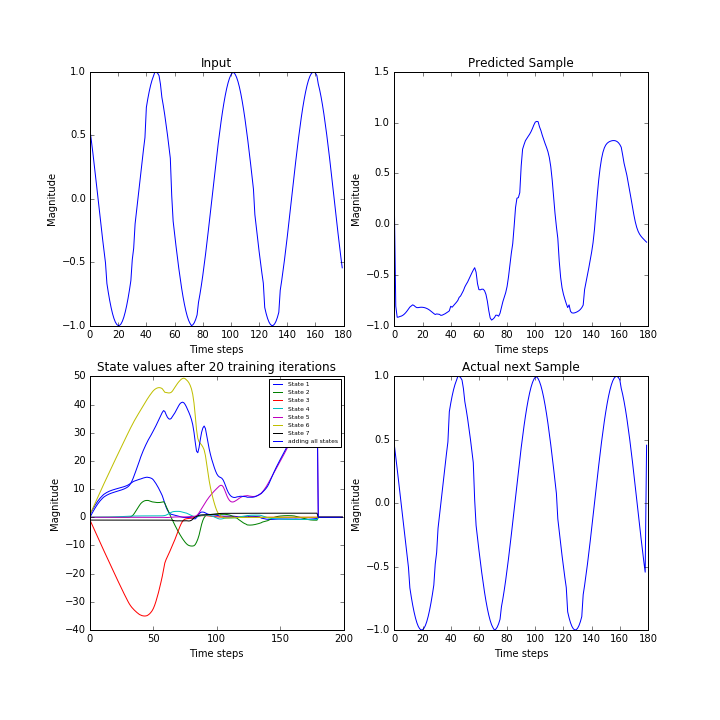 Input
Magnitude
1.0
0.5
0.0
−0.5
−1.0
0 20 40 60 80 100 120 140 160 180
Time steps
Predicted Sample
Magnitude
1.5
1.0
0.5
0.0
−0.5
−1.0
0 20 40 60 80 100 120 140 160 180
Time steps
State values after 20 training iterations
Magnitude
50
40
30
20
10
0
−10
−20
−30
−40
0 50 100 150 200
Time steps
State 1
State 2
State 3
State 4
State 5
State 6
State 7
adding all states
Actual next Sample
Magnitude
1.0
0.5
0.0
−0.5
−1.0
0 20 40 60 80 100 120 140 160 180
Time steps